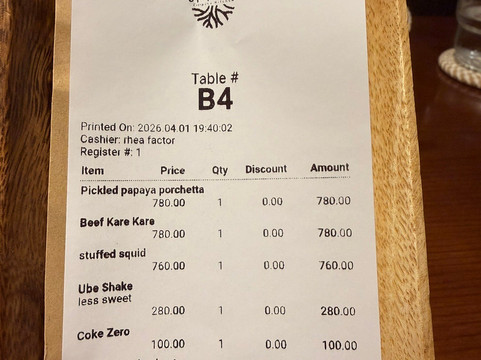 Table #
B4
Printed On: 2026.04.01 19:40:02
Cashier: rhea factor
Register #: 1
Item Price Qty Discount Amount
Pickled papaya porchetta
780.00 1 0.00 780.00
Beef Kare Kare
780.00 1 0.00 780.00
stuffed squid
760.00 1 0.00 760.00
Ube Shake
less sweet
280.00 1 0.00 280.00
Coke Zero
100.00 1 0.00 100.00